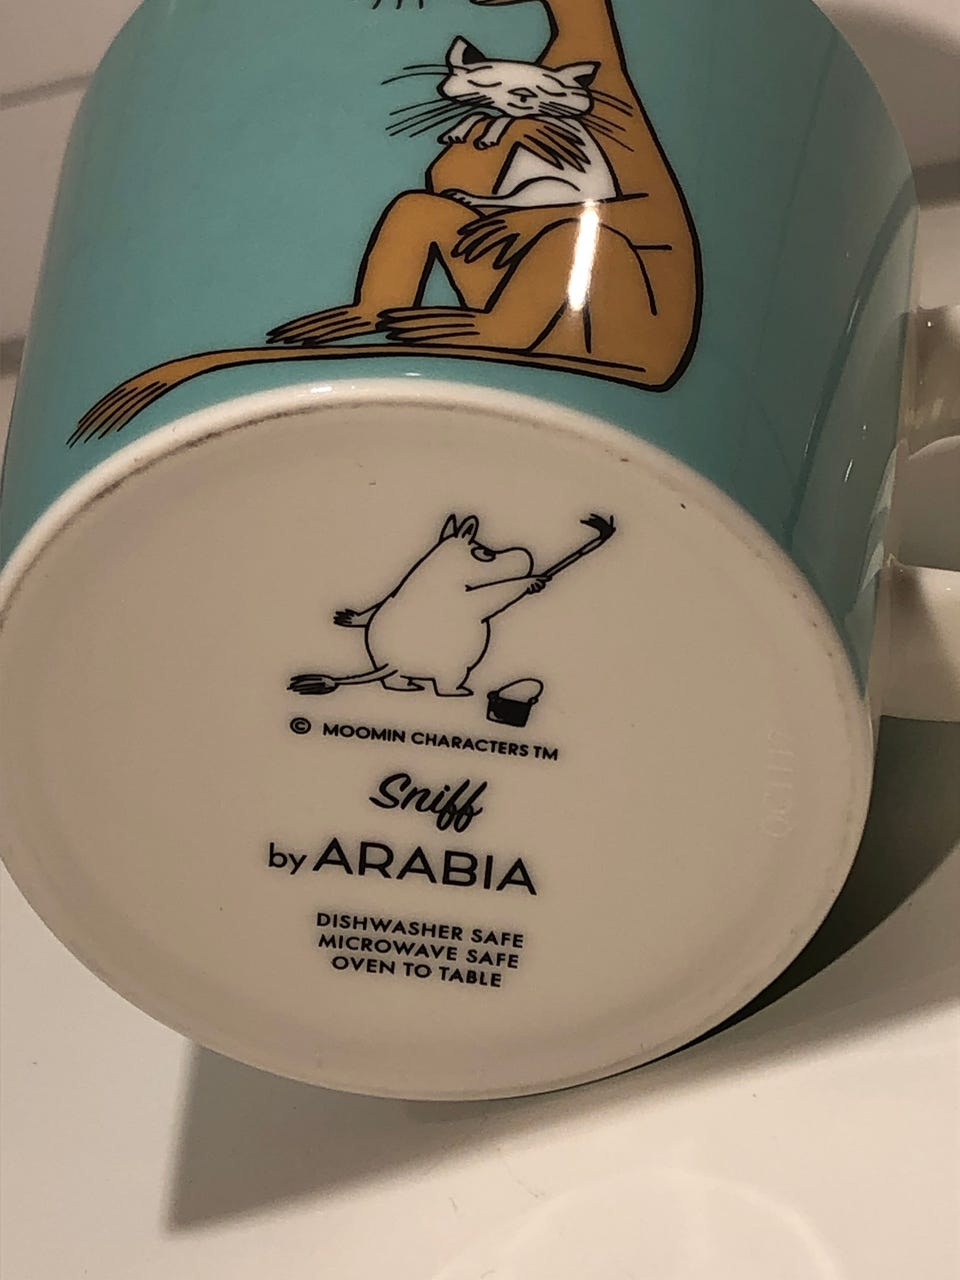 © MOOMIN CHARACTERS TM
Sniff
by ARABIA
DISHWASHER SAFE
MICROWAVE SAFE
OVEN TO TABLE